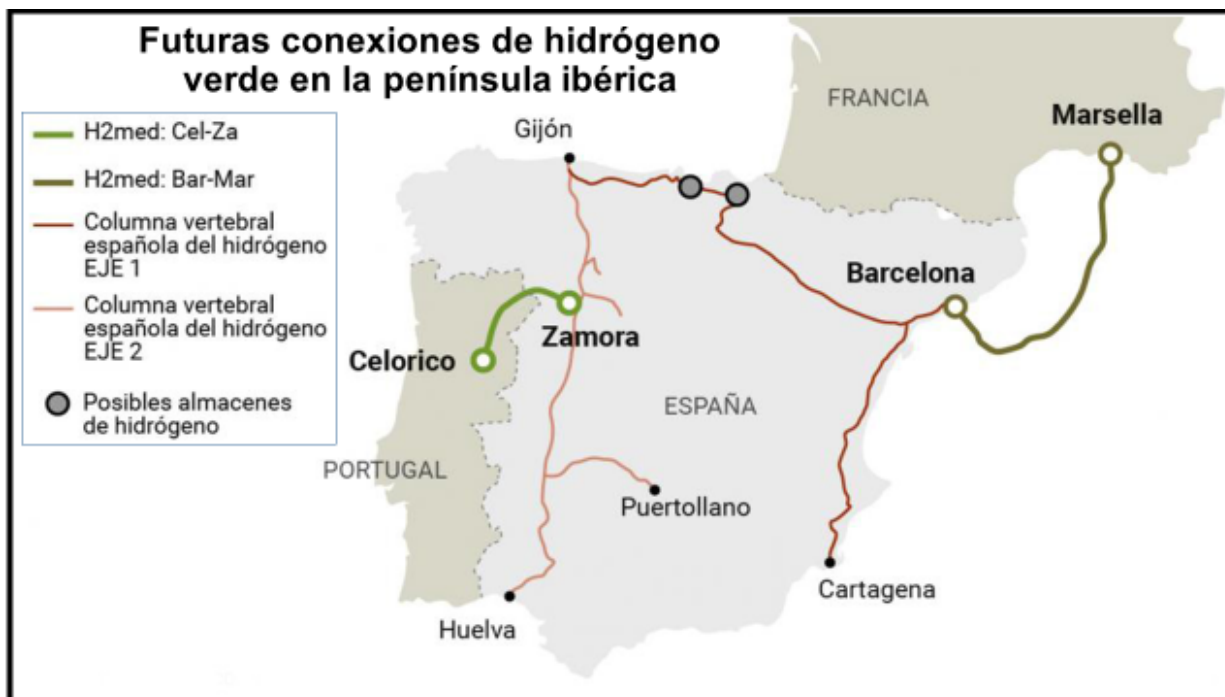 Futuras conexiones de hidrógeno
verde en la península ibérica
H2med: Cel-Za
H2med: Bar-Mar
Columna vertebral
española del hidrógeno
EJE 1
Columna vertebral
española del hidrógeno
EJE 2
Posibles almacenes
de hidrógeno
FRANCIA
Marsella
Gijón
Barcelona
Zamora
Celorico
ESPAÑA
PORTUGAL
Puertollano
Cartagena
Huelva